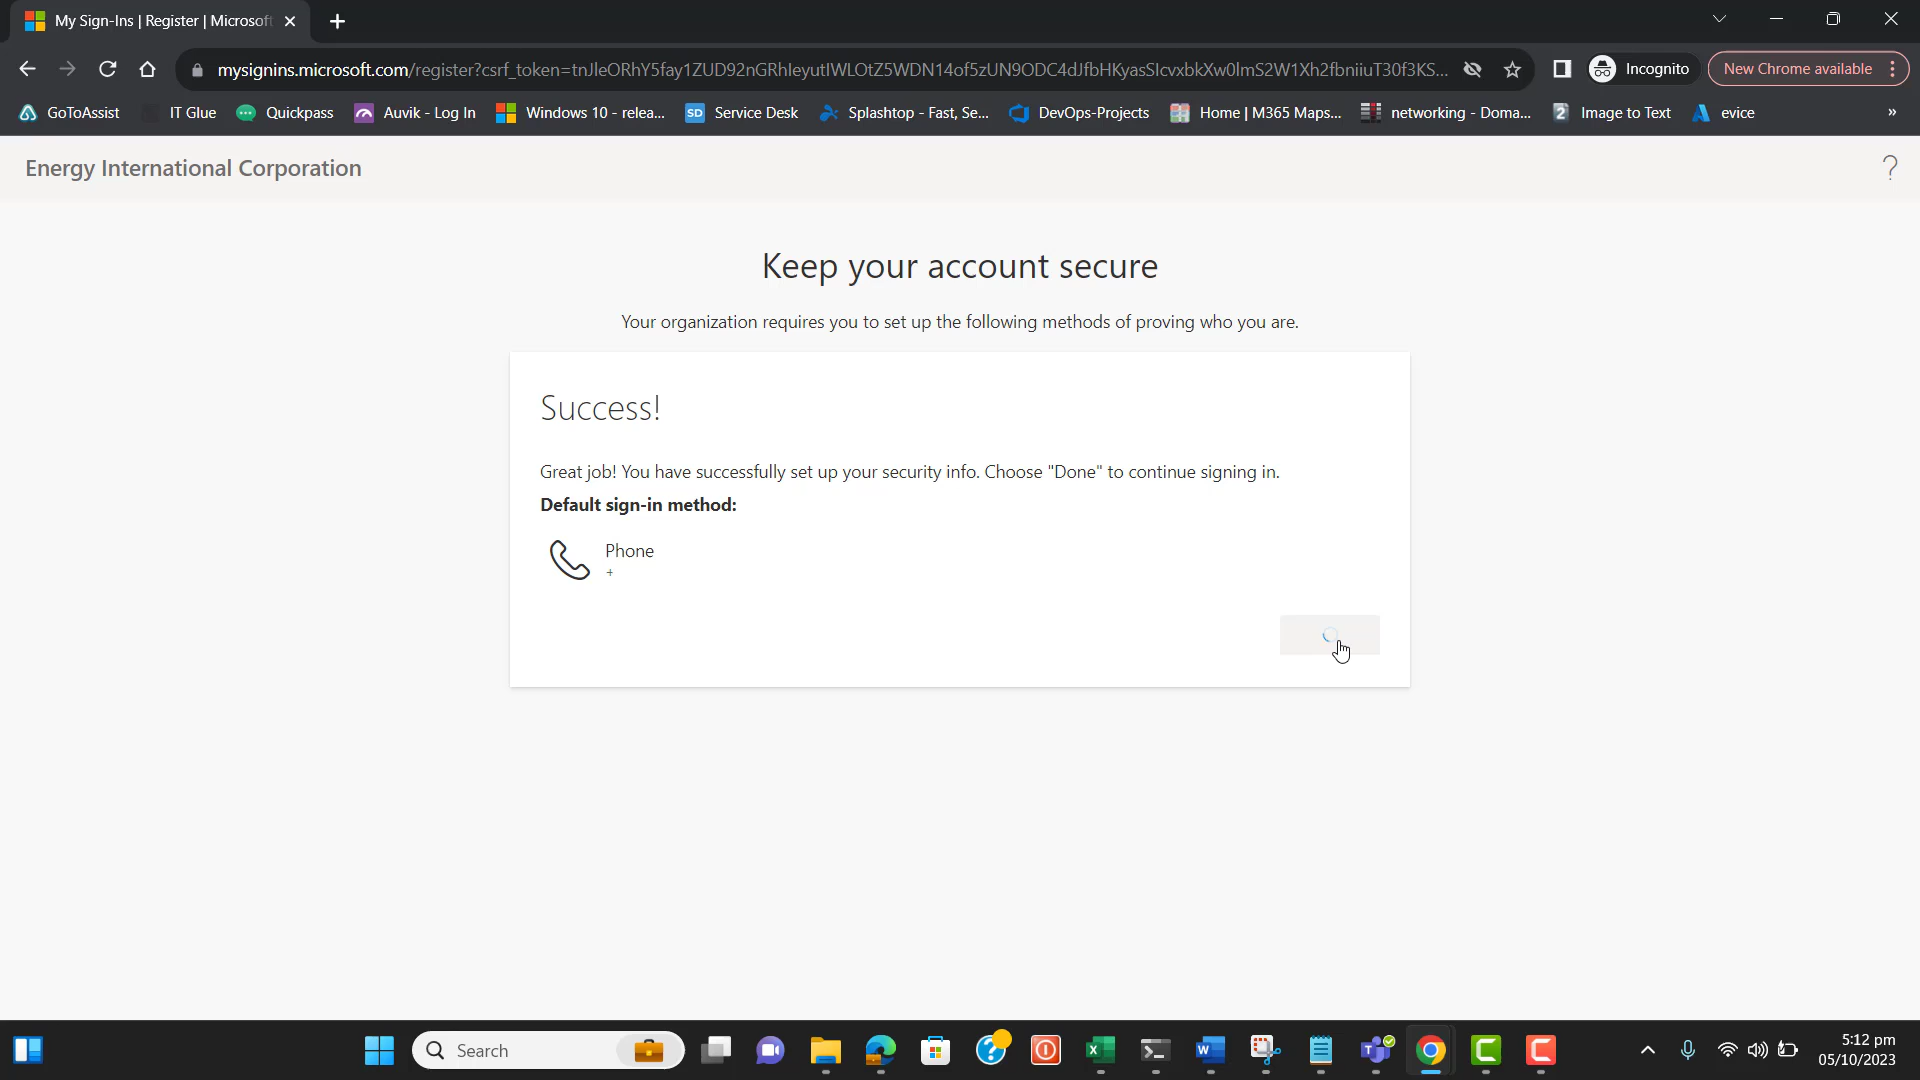 My Sign-Ins | Register | Microsoft
mysignins.microsoft.com/register?csrf_token=tnJleORhY5fay1ZUD92nGRhleyutIWLOtZ5WDN14of5zUN9ODC4dJfbHKyasSlcvxbkXw0lmS2W1Xh2fbniiuT30f3KS...
Incognito
New Chrome available
GoToAssist
IT Glue
Quickpass
Auvik - Log In
Windows 10 - relea...
SD
Service Desk
Splashtop - Fast, Se...
DevOps-Projects
Home | M365 Maps...
networking - Doma...
2
Image to Text
evice
»
Energy International Corporation
?
Keep your account secure
Your organization requires you to set up the following methods of proving who you are.
Success!
Great job! You have successfully set up your security info. Choose "Done" to continue signing in.
Default sign-in method:
Phone
+
Search
5:12 pm
05/10/2023